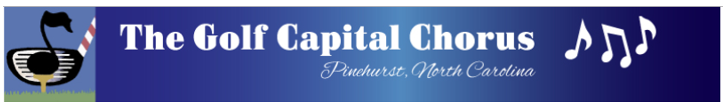 The Golf Capital Chorus
Pinehurst, North Carolina